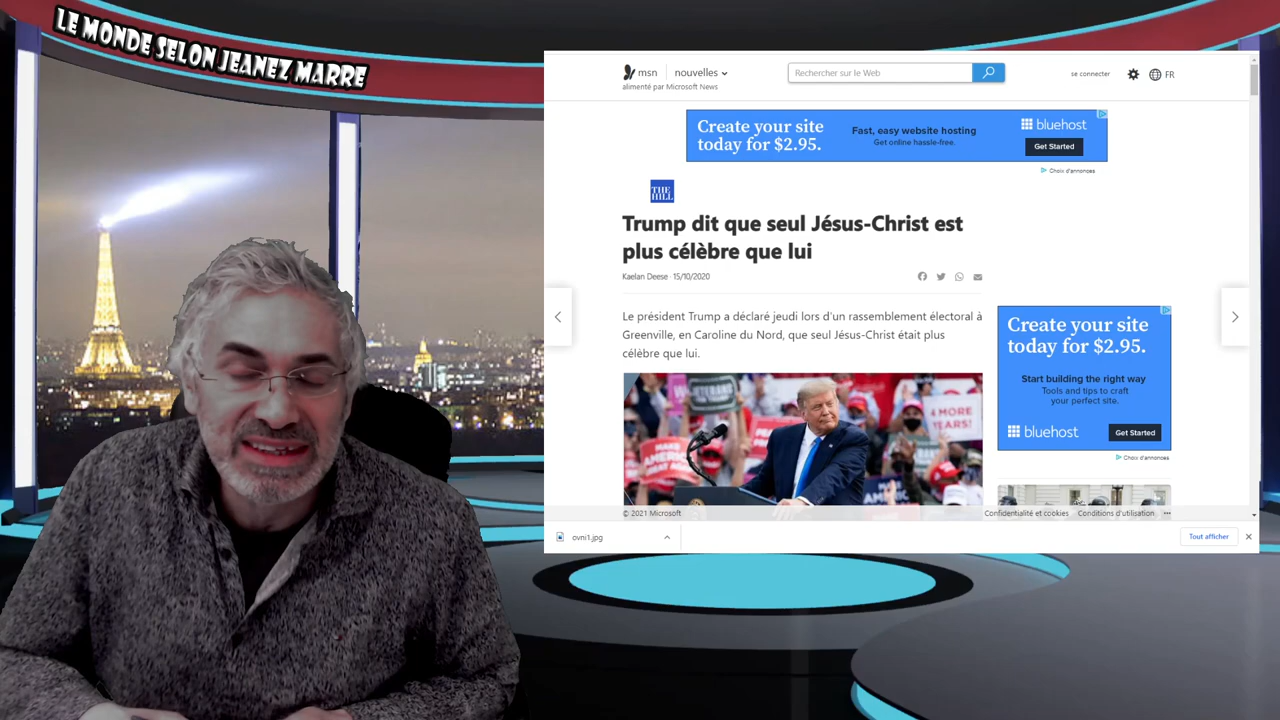 LE MONDE SELON JEANEZ MARRE
msn nouvelles
alimenté par Microsoft News
Rechercher sur le Web
se connecter
FR
Create your site
today for $2.95.
Fast, easy website hosting
Get online hassle-free.
bluehost
Get Started
Choix d'annonces
THE
HILL
Trump dit que seul Jésus-Christ est
plus célèbre que lui
Kaelan Deese · 15/10/2020
Le président Trump a déclaré jeudi lors d'un rassemblement électoral à
Greenville, en Caroline du Nord, que seul Jésus-Christ était plus
célèbre que lui.
VETERANS
MAKE
AMERICA
4 MORE
YEARS!
Create your site
today for $2.95.
Start building the right way
Tools and tips to craft
your perfect site.
bluehost
Get Started
Choix d'annonces
© 2021 Microsoft
Confidentialité et cookies
Conditions d'utilisation
ovni1.jpg
Tout afficher